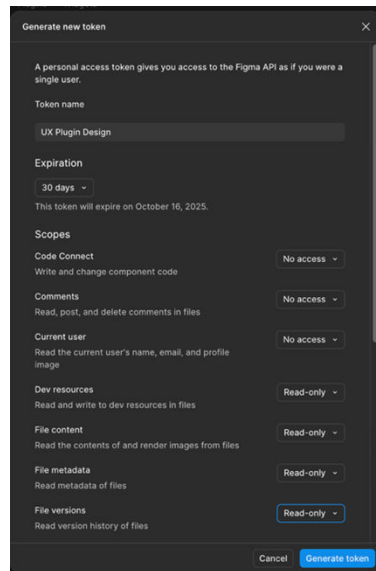 Generate new token
A personal access token gives you access to the Figma API as if you were a
single user.
Token name
UX Plugin Design
Expiration
30 days
This token will expire on October 16, 2025.
Scopes
Code Connect
No access
Write and change component code
Comments
No access
Read, post, and delete comments in files
Current user
No access
Read the current user's name, email, and profile
image
Dev resources
Read-only
Read and write to dev resources in files
File content
Read-only
Read the contents of and render images from files
File metadata
Read-only
Read metadata of files
File versions
Read-only
Read version history of files
Cancel
Generate token